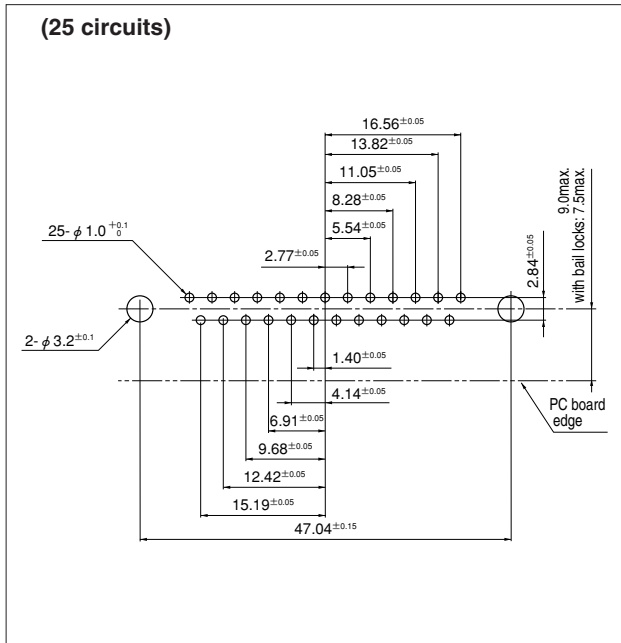 (25 circuits)
16.56±0.05
13.82±0.05
11.05±0.05
8.28±0.05
5.54±0.05
2.77±0.05
25-ϕ1.0 +0.1 0
2-ϕ3.2±0.1
9.0max.
with bail locks: 7.5max.
2.84±0.05
1.40±0.05
4.14±0.05
6.91±0.05
9.68±0.05
12.42±0.05
15.19±0.05
47.04±0.15
PC board
edge